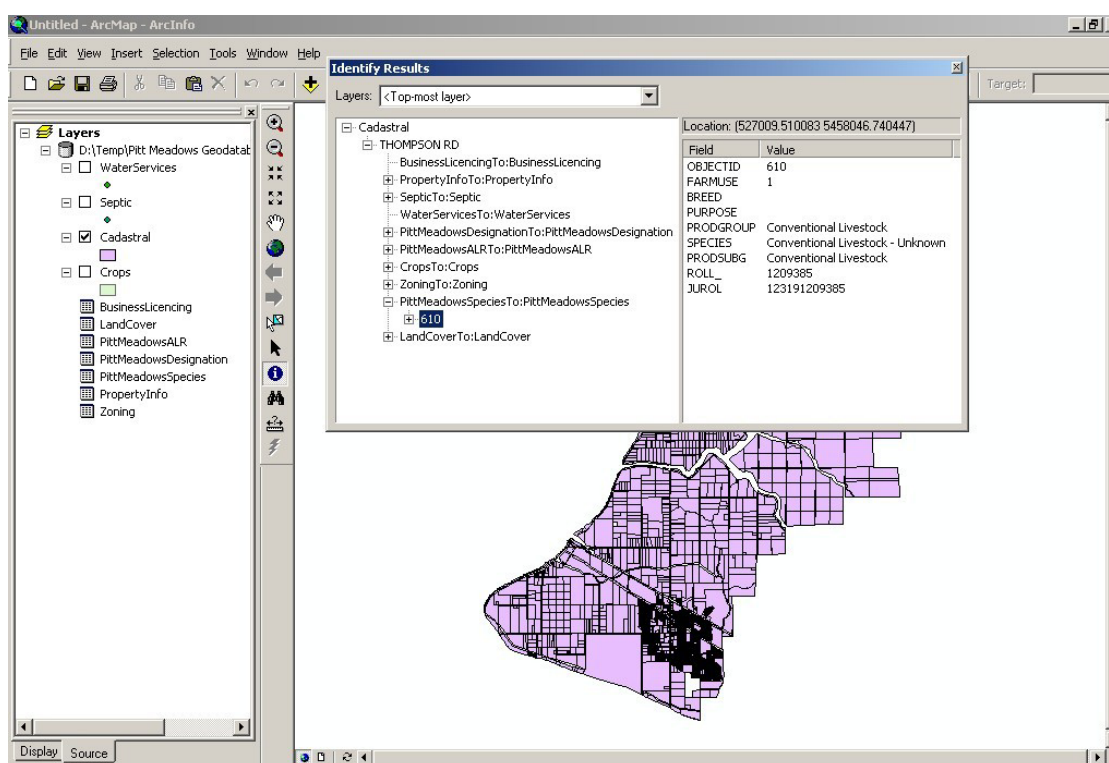 Untitled - ArcMap - ArcInfo
File Edit View Insert Selection Tools Window Help
Target:
Identify Results
Layers: <Top-most layer>
Location: (527009.510083 5458046.740447)
Cadastral
THOMPSON RD
BusinessLicencingTo:BusinessLicencing
PropertyInfoTo:PropertyInfo
SepticTo:Septic
WaterServicesTo:WaterServices
PittMeadowsDesignationTo:PittMeadowsDesignation
PittMeadowsALRTo:PittMeadowsALR
CropsTo:Crops
ZoningTo:Zoning
PittMeadowsSpeciesTo:PittMeadowsSpecies
610
LandCoverTo:LandCover
Field Value
OBJECTID 610
FARMUSE 1
BREED
PURPOSE
PRODGROUP Conventional Livestock
SPECIES Conventional Livestock - Unknown
PRODSUBG Conventional Livestock
ROLL_ 1209385
JUROL 123191209385
Layers
D:\Temp\Pitt Meadows Geodatab
WaterServices
Septic
Cadastral
Crops
BusinessLicencing
LandCover
PittMeadowsALR
PittMeadowsDesignation
PittMeadowsSpecies
PropertyInfo
Zoning
Display Source